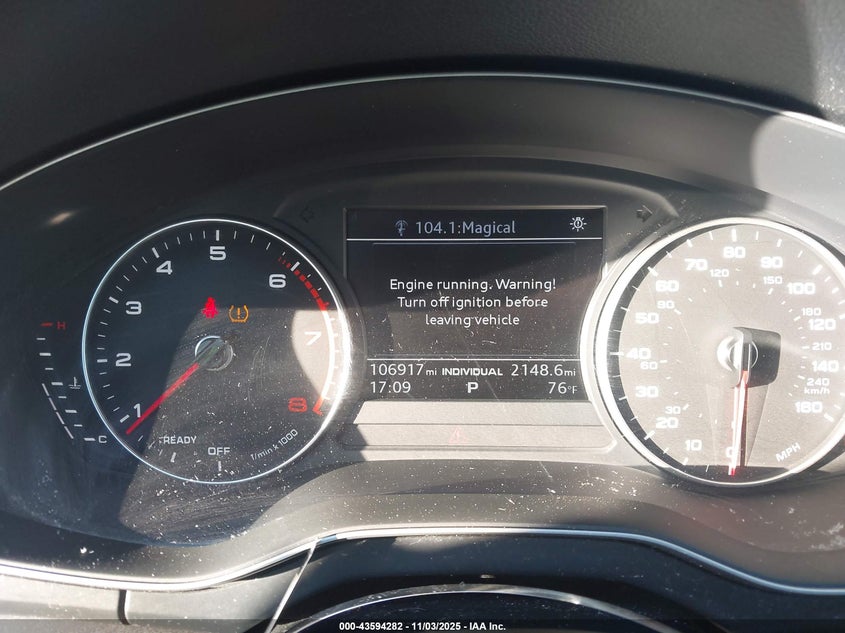 104.1:Magical
Engine running. Warning!
Turn off ignition before
leaving vehicle
106917mi INDIVIDUAL 2148.6mi
17:09 P 76°F
H
C
1
2
3
4
5
6
7
8
READY
OFF
1/min x 1000
0
10
20
30
40
50
60
70
80
90
100
120
140
160
30
60
90
120
150
180
210
240
km/h
MPH
000-43594282 - 11/03/2025 - IAA Inc.